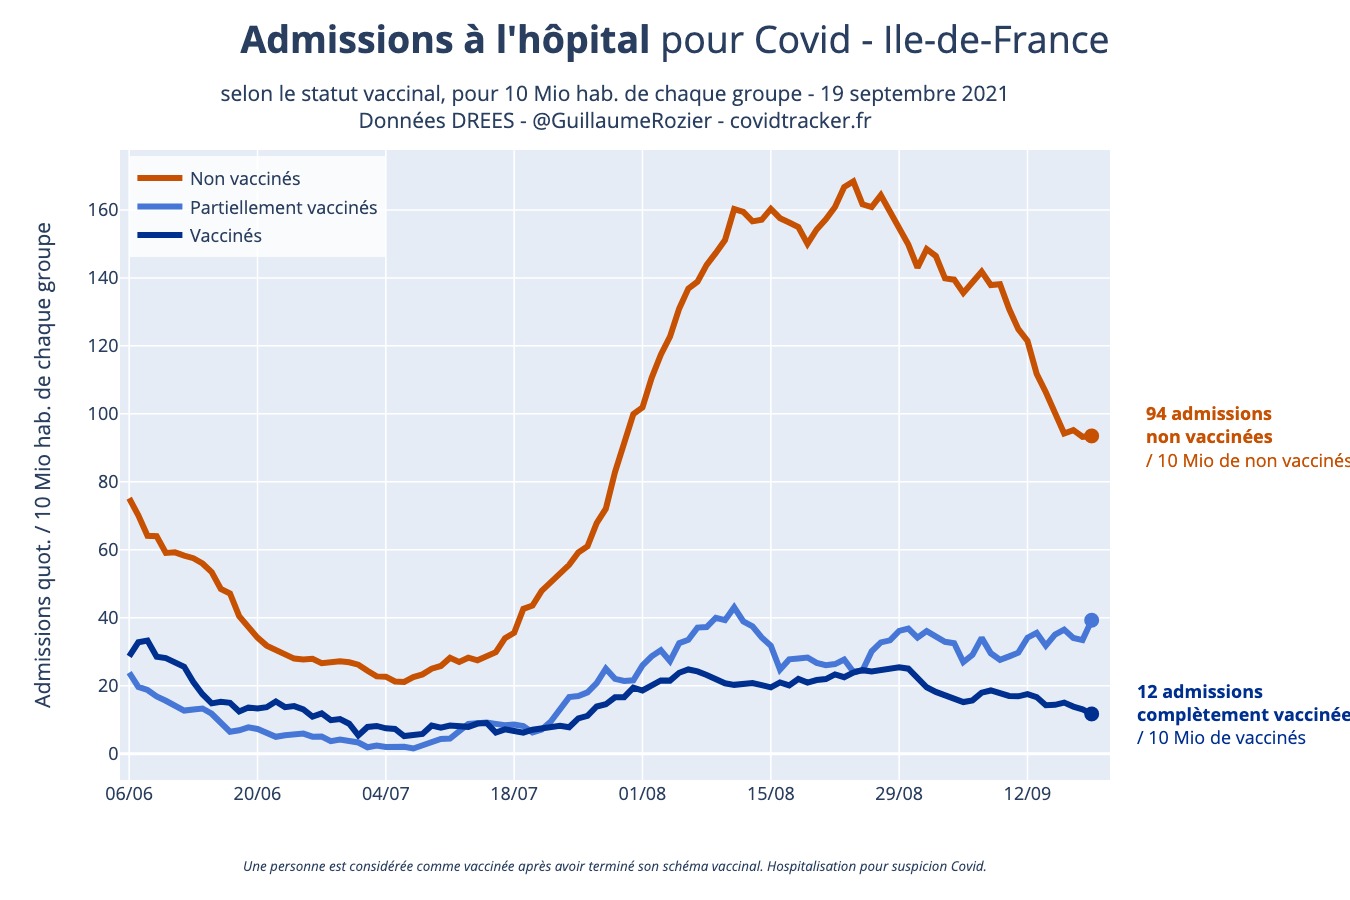 Admissions à l'hôpital pour Covid - Ile-de-France
selon le statut vaccinal, pour 10 Mio hab. de chaque groupe - 19 septembre 2021
Données DREES - @GuillaumeRozier - covidtracker.fr
Non vaccinés
Partiellement vaccinés
Vaccinés
Admissions quot. / 10 Mio hab. de chaque groupe
160
140
120
100
80
60
40
20
0
06/06
20/06
04/07
18/07
01/08
15/08
29/08
12/09
94 admissions
non vaccinées
/ 10 Mio de non vaccinés
12 admissions
complètement vaccinée
/ 10 Mio de vaccinés
Une personne est considérée comme vaccinée après avoir terminé son schéma vaccinal. Hospitalisation pour suspicion Covid.